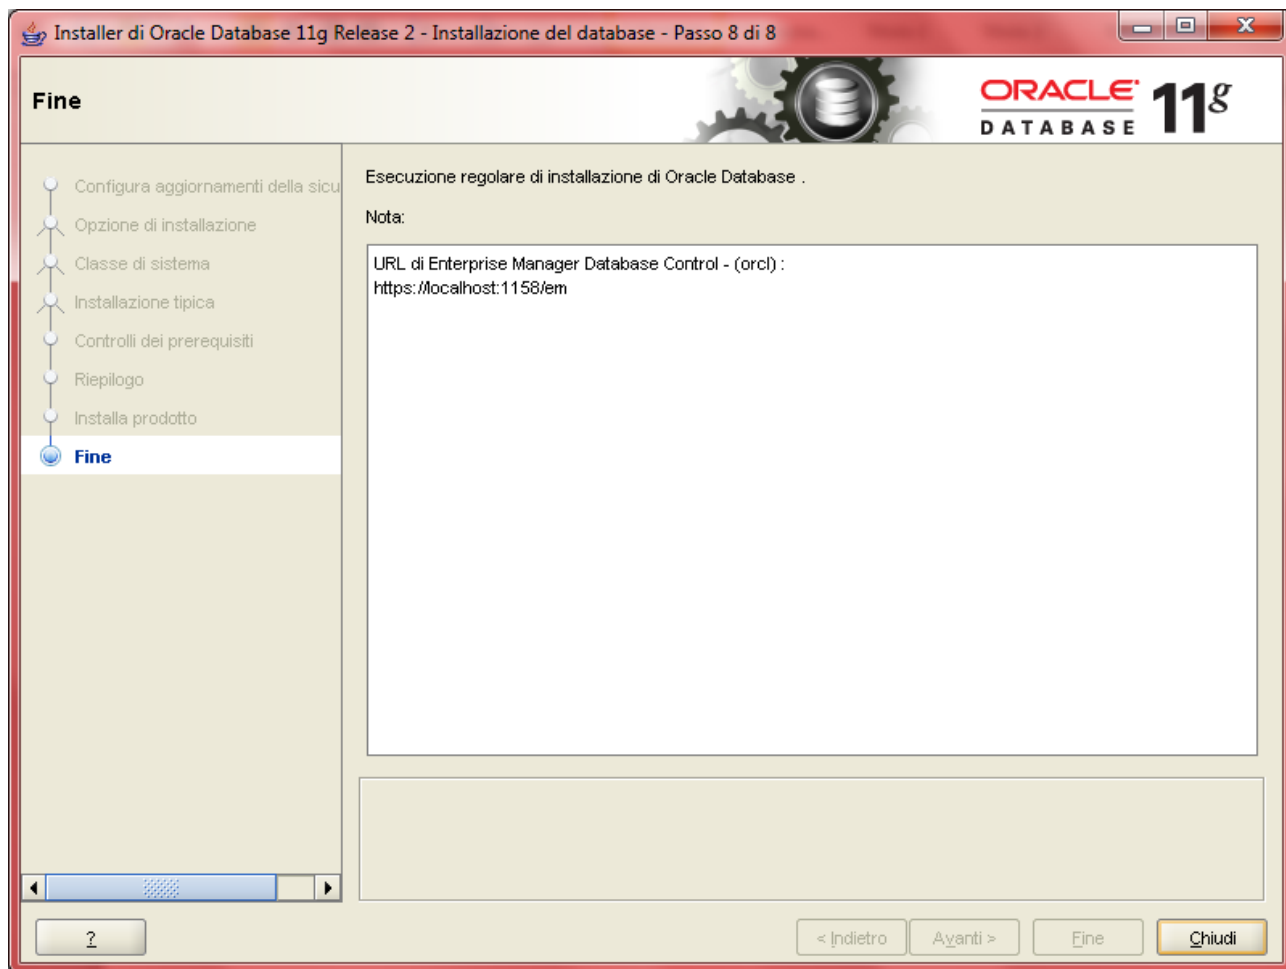 Installer di Oracle Database 11g Release 2 - Installazione del database - Passo 8 di 8
Fine
ORACLE
DATABASE
11g
Configura aggiornamenti della sicu
Opzione di installazione
Classe di sistema
Installazione tipica
Controlli dei prerequisiti
Riepilogo
Installa prodotto
Fine
Esecuzione regolare di installazione di Oracle Database .
Nota:
URL di Enterprise Manager Database Control - (orcl) :
https://localhost:1158/em
?
< Indietro
Avanti >
Fine
Chiudi